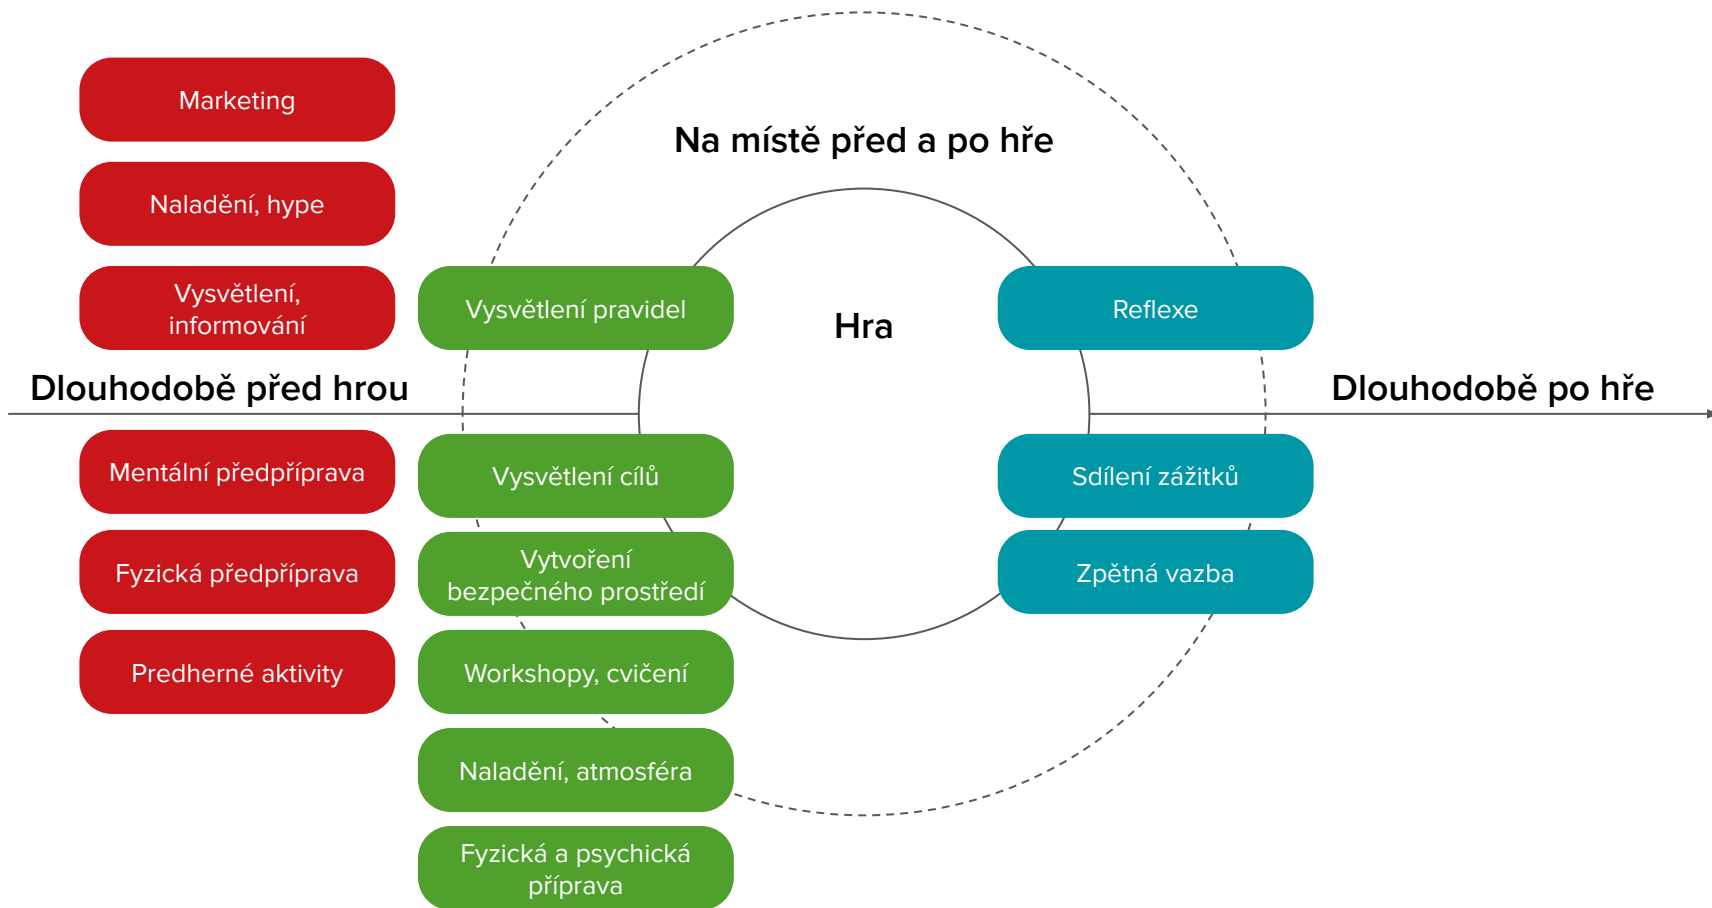 Marketing
Naladění, hype
Vysvětlení,
informování
Dlouhodobě před hrou
Mentální předpříprava
Fyzická předpříprava
Predherné aktivity
Na místě před a po hře
Hra
Vysvětlení pravidel
Vysvětlení cílů
Vytvoření
bezpečného prostředí
Workshopy, cvičení
Naladění, atmosféra
Fyzická a psychická
příprava
Reflexe
Sdílení zážitků
Zpětná vazba
Dlouhodobě po hře